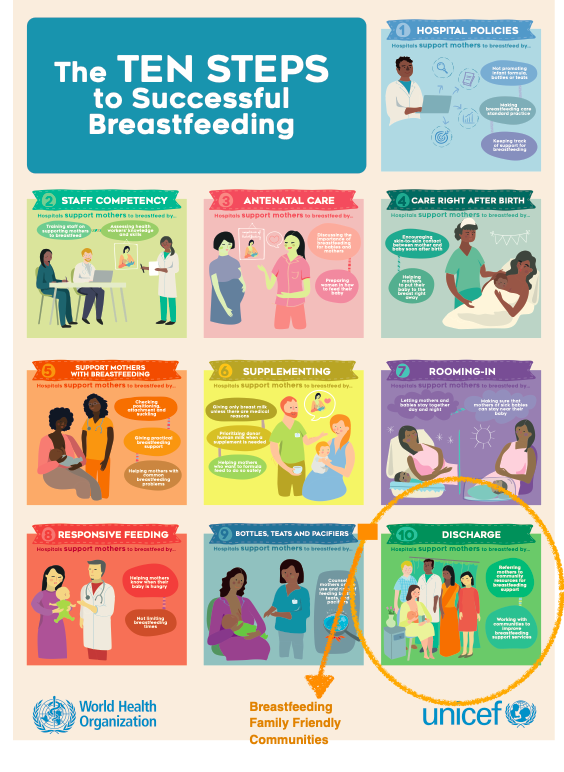 The TEN STEPS
to Successful
Breastfeeding
1 HOSPITAL POLICIES
Hospitals support mothers to breastfeed by...
Not promoting
infant formula,
bottles or teats
Making
breastfeeding care
standard practice
Keeping track
of support for
breastfeeding
2 STAFF COMPETENCY
Hospitals support mothers to breastfeed by...
Training staff on
supporting mothers
to breastfeed
Assessing health
workers' knowledge
and skills
3 ANTENATAL CARE
Hospitals support mothers to breastfeed by...
Discussing the
importance of
breastfeeding
for babies and
mothers
Preparing
women in how
to feed their
baby
4 CARE RIGHT AFTER BIRTH
Hospitals support mothers to breastfeed by...
Encouraging
skin-to-skin contact
between mother and
baby soon after birth
Helping
mothers
to put their
baby to the
breast right
away
5 SUPPORT MOTHERS
WITH BREASTFEEDING
Hospitals support mothers to breastfeed by...
Checking
positioning,
attachment and
suckling
Giving practical
breastfeeding
support
Helping mothers with
common
breastfeeding
problems
6 SUPPLEMENTING
Hospitals support mothers to breastfeed by...
Giving only breast milk
unless there are medical
reasons
Prioritizing donor
human milk when a
supplement is needed
Helping mothers
who want to formula
feed to do so safely
7 ROOMING-IN
Hospitals support mothers to breastfeed by...
Letting mothers and
babies stay together
day and night
Making sure that
mothers of sick babies
can stay near their
baby
8 RESPONSIVE FEEDING
Hospitals support mothers to breastfeed by...
Helping mothers
know when their
baby is hungry
Not limiting
breastfeeding
times
9 BOTTLES, TEATS AND PACIFIERS
Hospitals support mothers to breastfeed by...
Counsel
mothers on
use and
feeding
teats
10 DISCHARGE
Hospitals support mothers to breastfeed by...
Referring
mothers to
community
resources for
breastfeeding
support
Working with
communities to
improve
breastfeeding
support services
World Health
Organization
Breastfeeding
Family Friendly
Communities
unicef